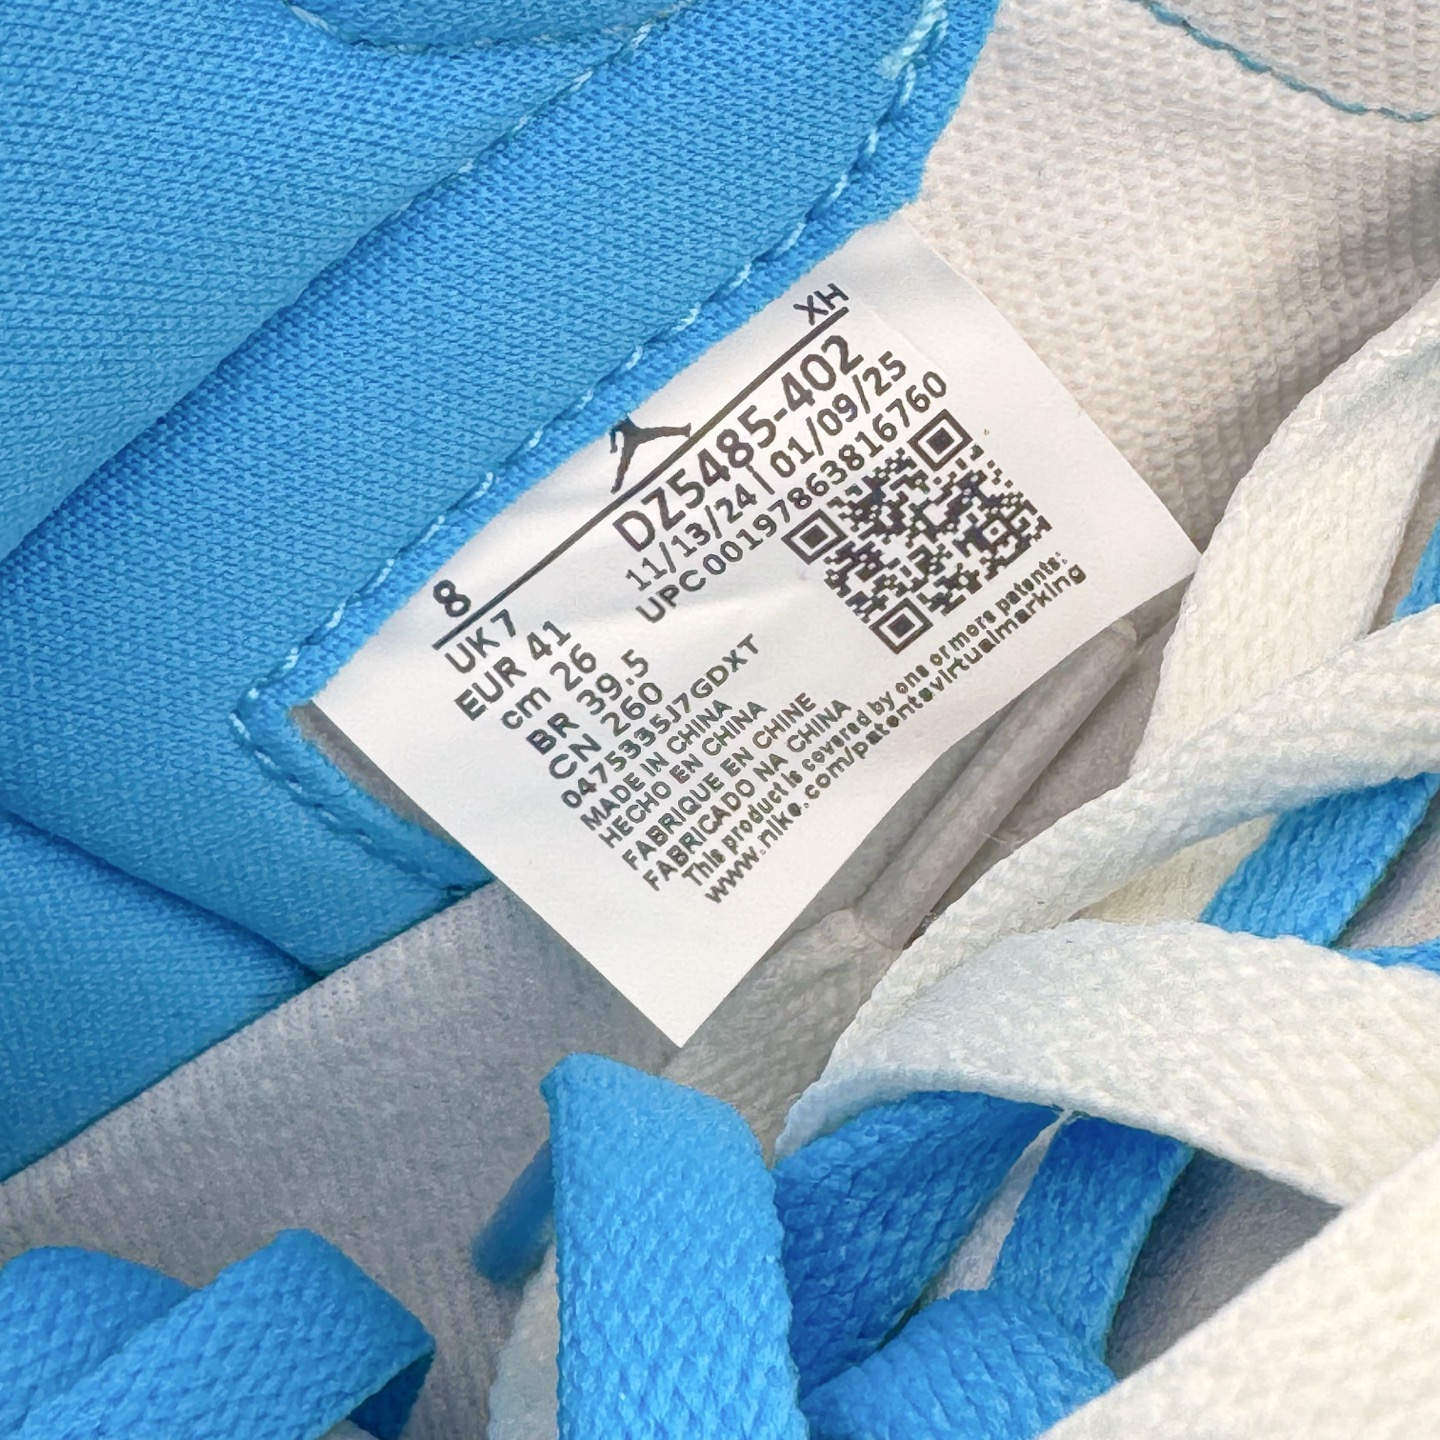 XH
8
DZ5485-402
11/13/24 | 01/09/25
UPC00197863816760
UK 7
EUR 41
cm 26
BR 39.5
CN 260
0475335J7GDXT
MADE IN CHINA
HECHO EN CHINA
FABRIQUE EN CHINE
FABRICADO NA CHINA
This product is covered by one or mors patents:
www.nike.com/patentsvirtualmarking